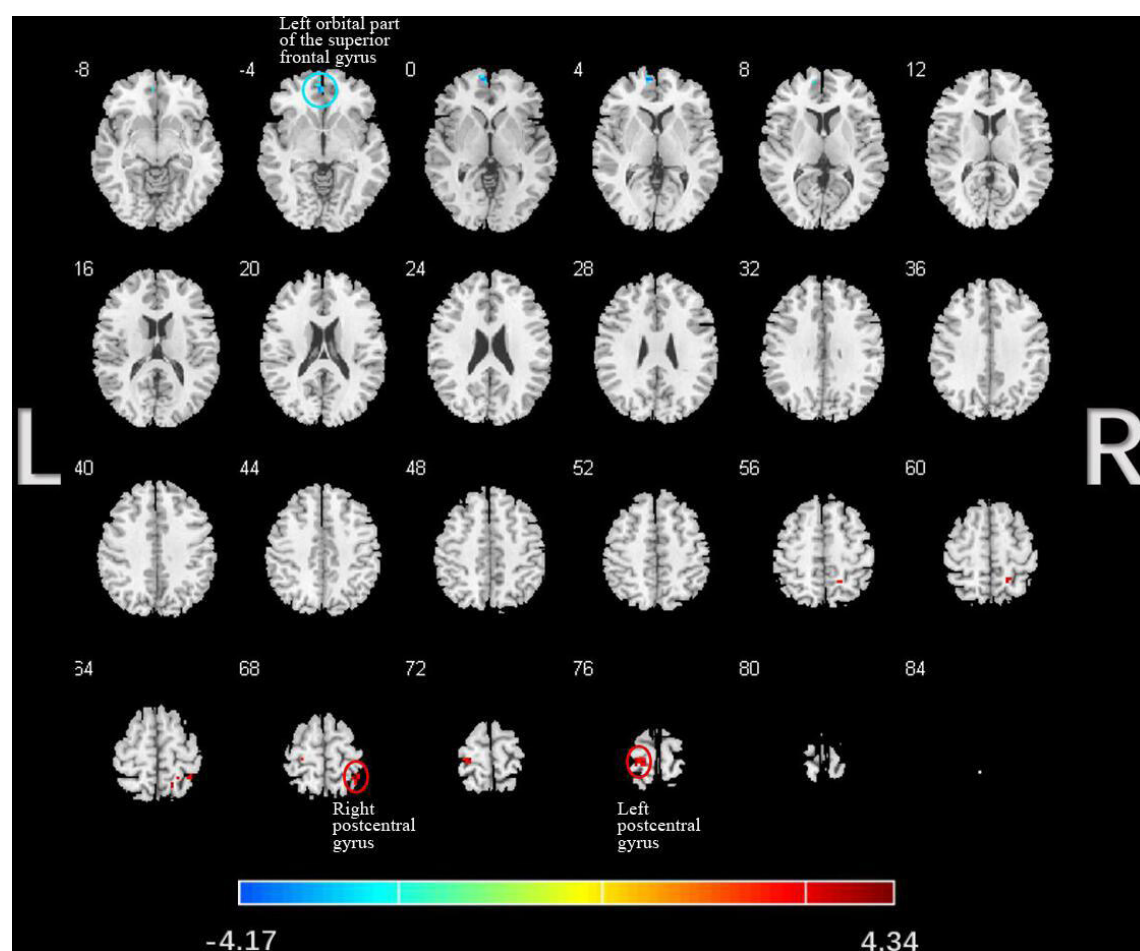 Left orbital part
of the superior
frontal gyrus
-8 -4 0 4 8 12
16 20 24 28 32 36
L R
40 44 48 52 56 60
64 68 72 76 80 84
Right
postcentral
gyrus
Left
postcentral
gyrus
-4.17 4.34